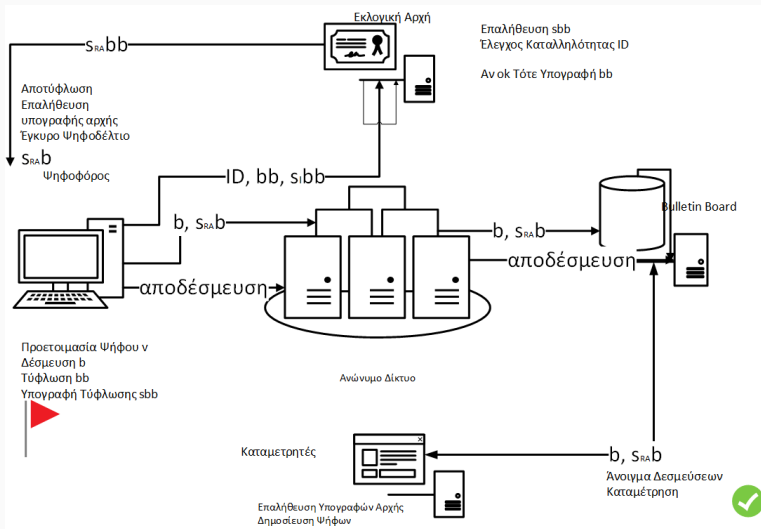 Εκλογική Αρχή
Επαλήθευση sbb
Έλεγχος Καταλληλότητας ID
Αν ok Τότε Υπογραφή bb
sRAbb
Αποτύφλωση
Επαλήθευση
υπογραφής αρχής
Έγκυρο Ψηφοδέλτιο
sRAb
Ψηφοφόρος
ID, bb, sIbb
b, sRAb
b, sRAb
Bulletin Board
αποδέσμευση
αποδέσμευση
Προετοιμασία Ψήφου v
Δέσμευση b
Τύφλωση bb
Υπογραφή Τύφλωσης sbb
Ανώνυμο Δίκτυο
Καταμετρητές
b, sRAb
Άνοιγμα Δεσμεύσεων
Καταμέτρηση
Επαλήθευση Υπογραφών Αρχής
Δημοσίευση Ψήφων